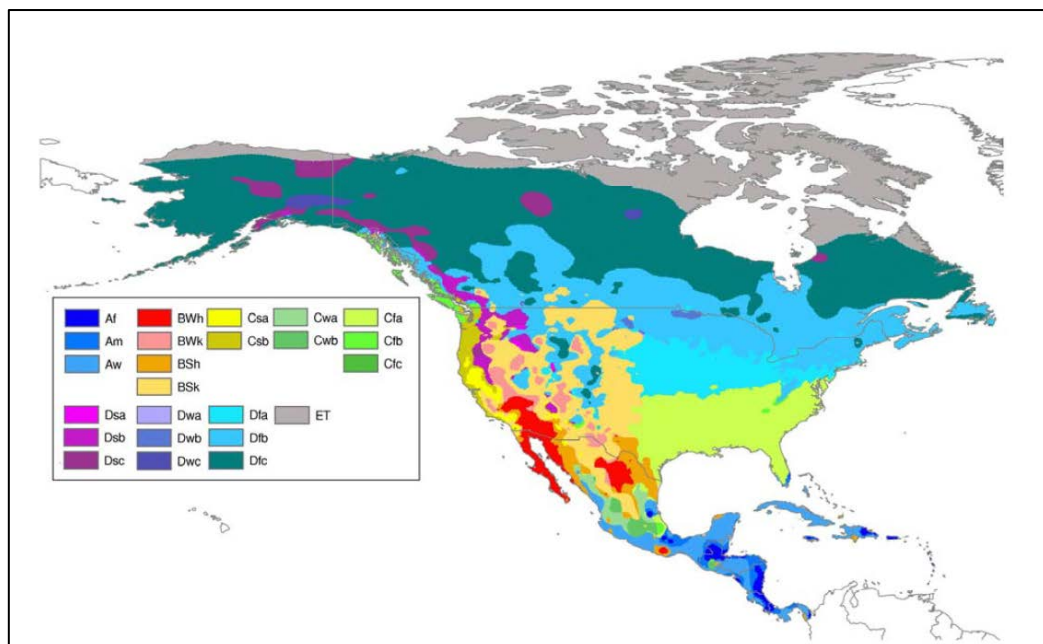 Af BWh Csa Cwa Cfa
Am BWk Csb Cwb Cfb
Aw BSh Cfc
BSk
Dsa Dwa Dfa ET
Dsb Dwb Dfb
Dsc Dwc Dfc